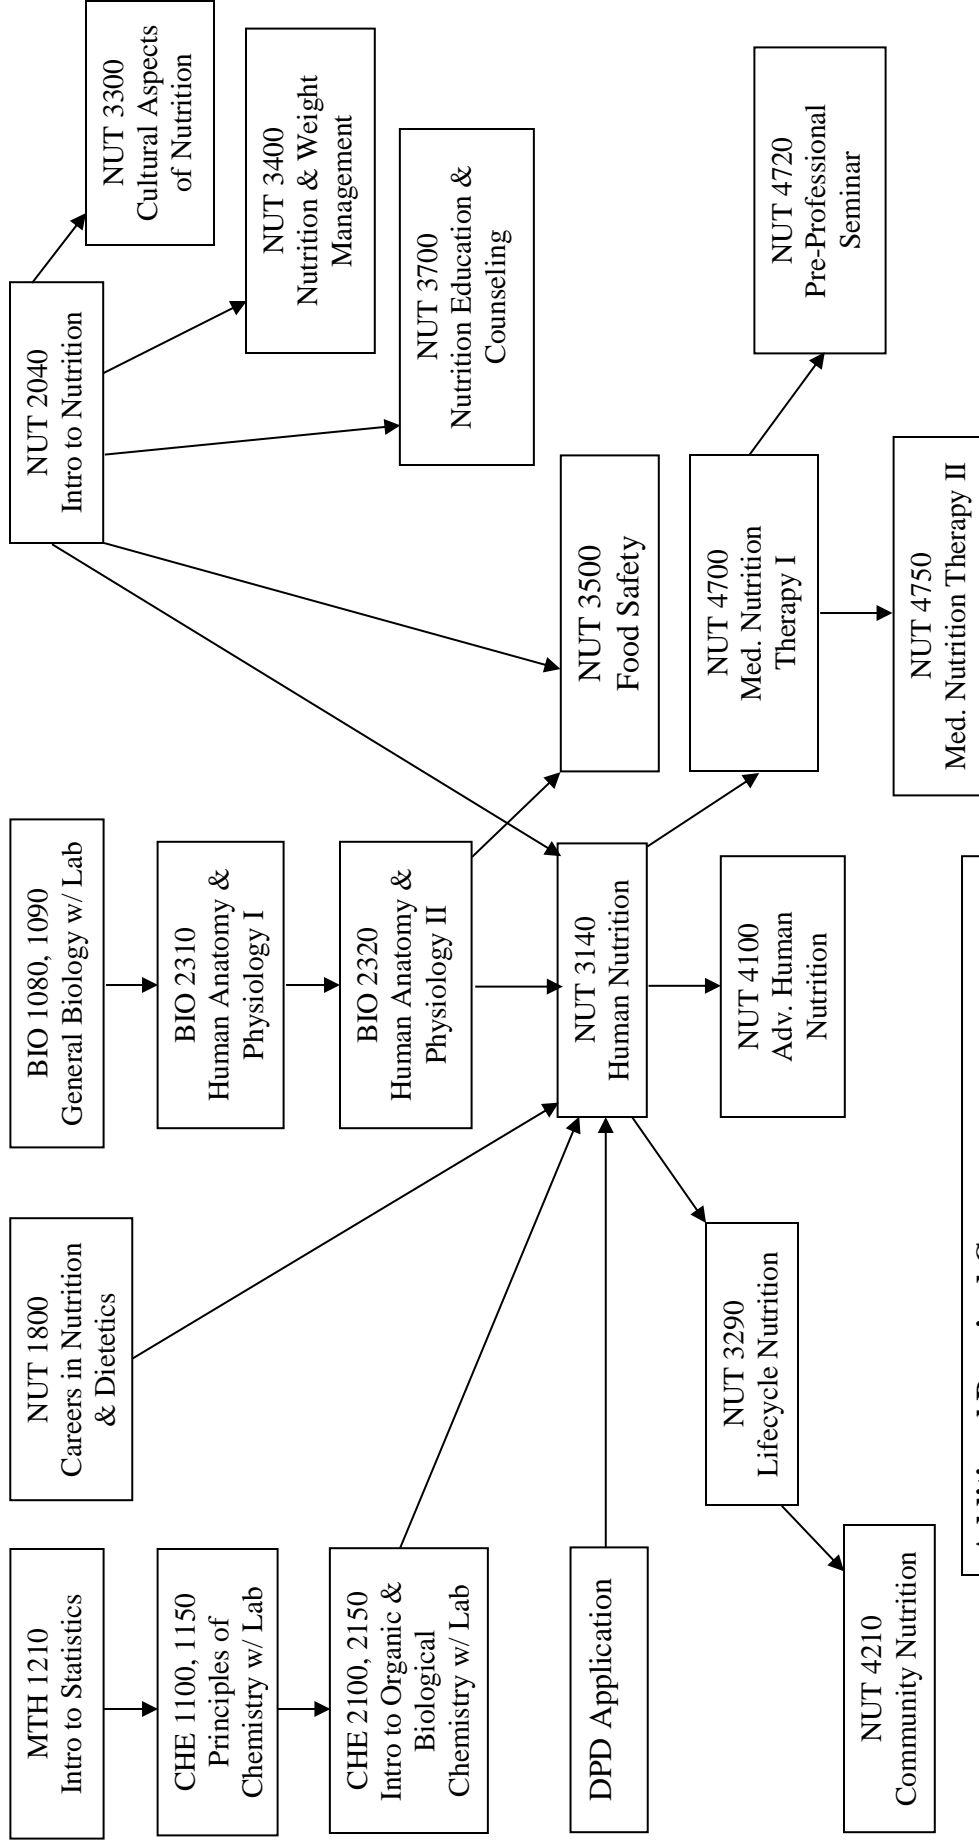 MTH 1210
Intro to Statistics
NUT 1800
Careers in Nutrition
& Dietetics
BIO 1080, 1090
General Biology w/ Lab
NUT 2040
Intro to Nutrition
CHE 1100, 1150
Principles of
Chemistry w/ Lab
BIO 2310
Human Anatomy &
Physiology I
NUT 3300
Cultural Aspects
of Nutrition
CHE 2100, 2150
Intro to Organic &
Biological
Chemistry w/ Lab
BIO 2320
Human Anatomy &
Physiology II
NUT 3400
Nutrition & Weight
Management
NUT 3700
Nutrition Education &
Counseling
DPD Application
NUT 3140
Human Nutrition
NUT 3500
Food Safety
NUT 3290
Lifecycle Nutrition
NUT 4100
Adv. Human
Nutrition
NUT 4700
Med. Nutrition
Therapy I
NUT 4720
Pre-Professional
Seminar
NUT 4210
Community Nutrition
NUT 4750
Med. Nutrition Therapy II